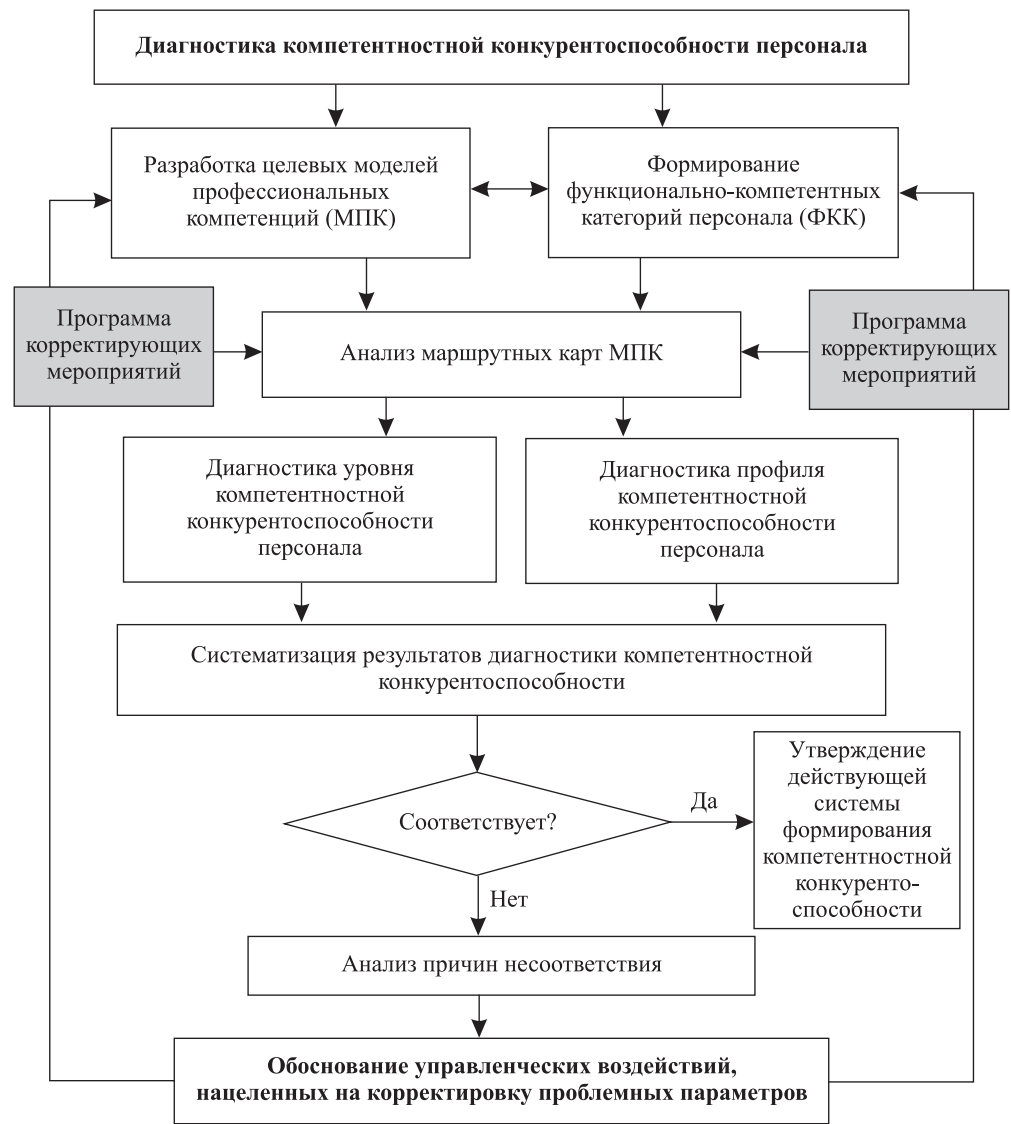 Диагностика компетентностной конкурентоспособности персонала
Разработка целевых моделей
профессиональных
компетенций (МПК)
Формирование
функционально-компетентных
категорий персонала (ФКК)
Программа
корректирующих
мероприятий
Анализ маршрутных карт МПК
Программа
корректирующих
мероприятий
Диагностика уровня
компетентностной
конкурентоспособности
персонала
Диагностика профиля
компетентностной
конкурентоспособности
персонала
Систематизация результатов диагностики компетентностной
конкурентоспособности
Соответствует?
Да
Утверждение
действующей
системы
формирования
компетентностной
конкуренто-
способности
Нет
Анализ причин несоответствия
Обоснование управленческих воздействий,
нацеленных на корректировку проблемных параметров